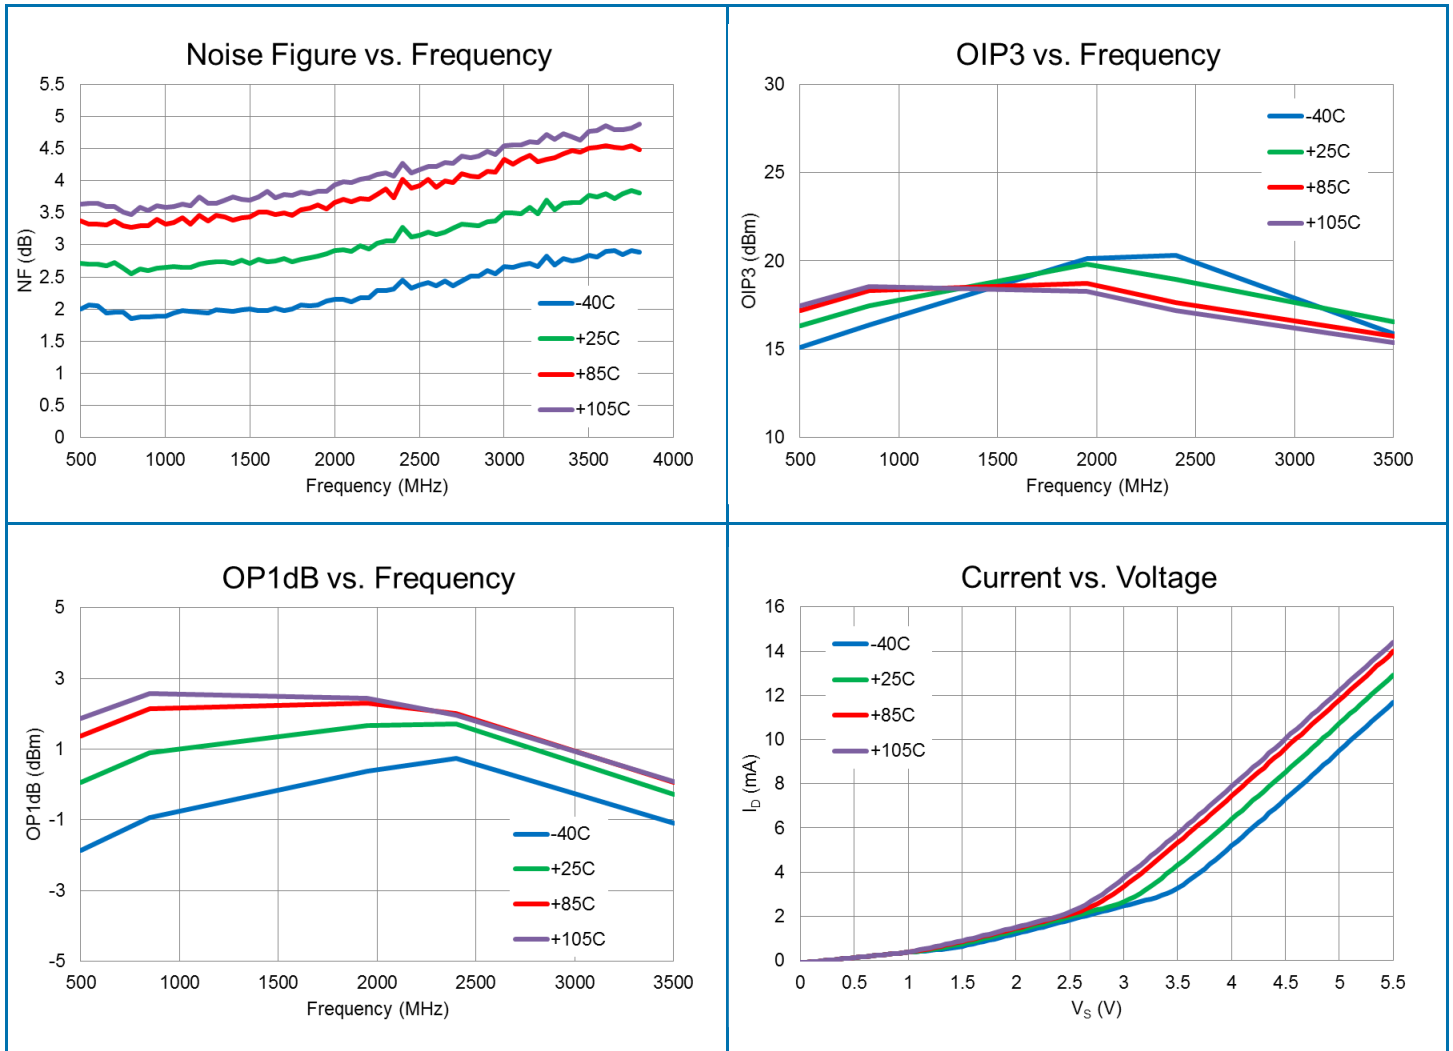 Noise Figure vs. Frequency
5.5
5
4.5
4
3.5
3
2.5
2
1.5
1
0.5
0
NF (dB)
-40C
+25C
+85C
+105C
500 1000 1500 2000 2500 3000 3500 4000
Frequency (MHz)
OIP3 vs. Frequency
30
25
20
15
10
OIP3 (dBm)
-40C
+25C
+85C
+105C
500 1000 1500 2000 2500 3000 3500
Frequency (MHz)
OP1dB vs. Frequency
5
3
1
-1
-3
-5
OP1dB (dBm)
-40C
+25C
+85C
+105C
500 1000 1500 2000 2500 3000 3500
Frequency (MHz)
Current vs. Voltage
16
14
12
10
8
6
4
2
0
I_D (mA)
-40C
+25C
+85C
+105C
0 0.5 1 1.5 2 2.5 3 3.5 4 4.5 5 5.5
V_S (V)